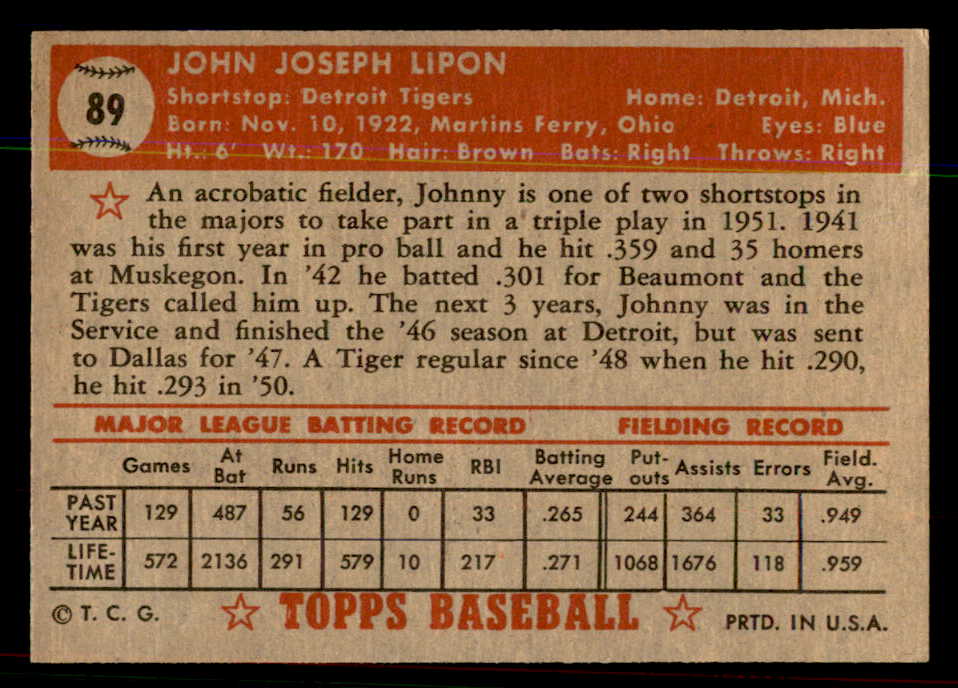 89
JOHN JOSEPH LIPON
Shortstop: Detroit Tigers Home: Detroit, Mich.
Born: Nov. 10, 1922, Martins Ferry, Ohio Eyes: Blue
Ht.: 6' Wt.: 170 Hair: Brown Bats: Right Throws: Right
An acrobatic fielder, Johnny is one of two shortstops in
the majors to take part in a triple play in 1951. 1941
was his first year in pro ball and he hit .359 and 35 homers
at Muskegon. In '42 he batted .301 for Beaumont and the
Tigers called him up. The next 3 years, Johnny was in the
Service and finished the '46 season at Detroit, but was sent
to Dallas for '47. A Tiger regular since '48 when he hit .290,
he hit .293 in '50.
MAJOR LEAGUE BATTING RECORD FIELDING RECORD
Games At Bat Runs Hits Home Runs RBI Batting Average Put-outs Assists Errors Field. Avg.
PAST YEAR 129 487 56 129 0 33 .265 244 364 33 .949
LIFE-TIME 572 2136 291 579 10 217 .271 1068 1676 118 .959
© T. C. G. TOPPS BASEBALL PRTD. IN U.S.A.